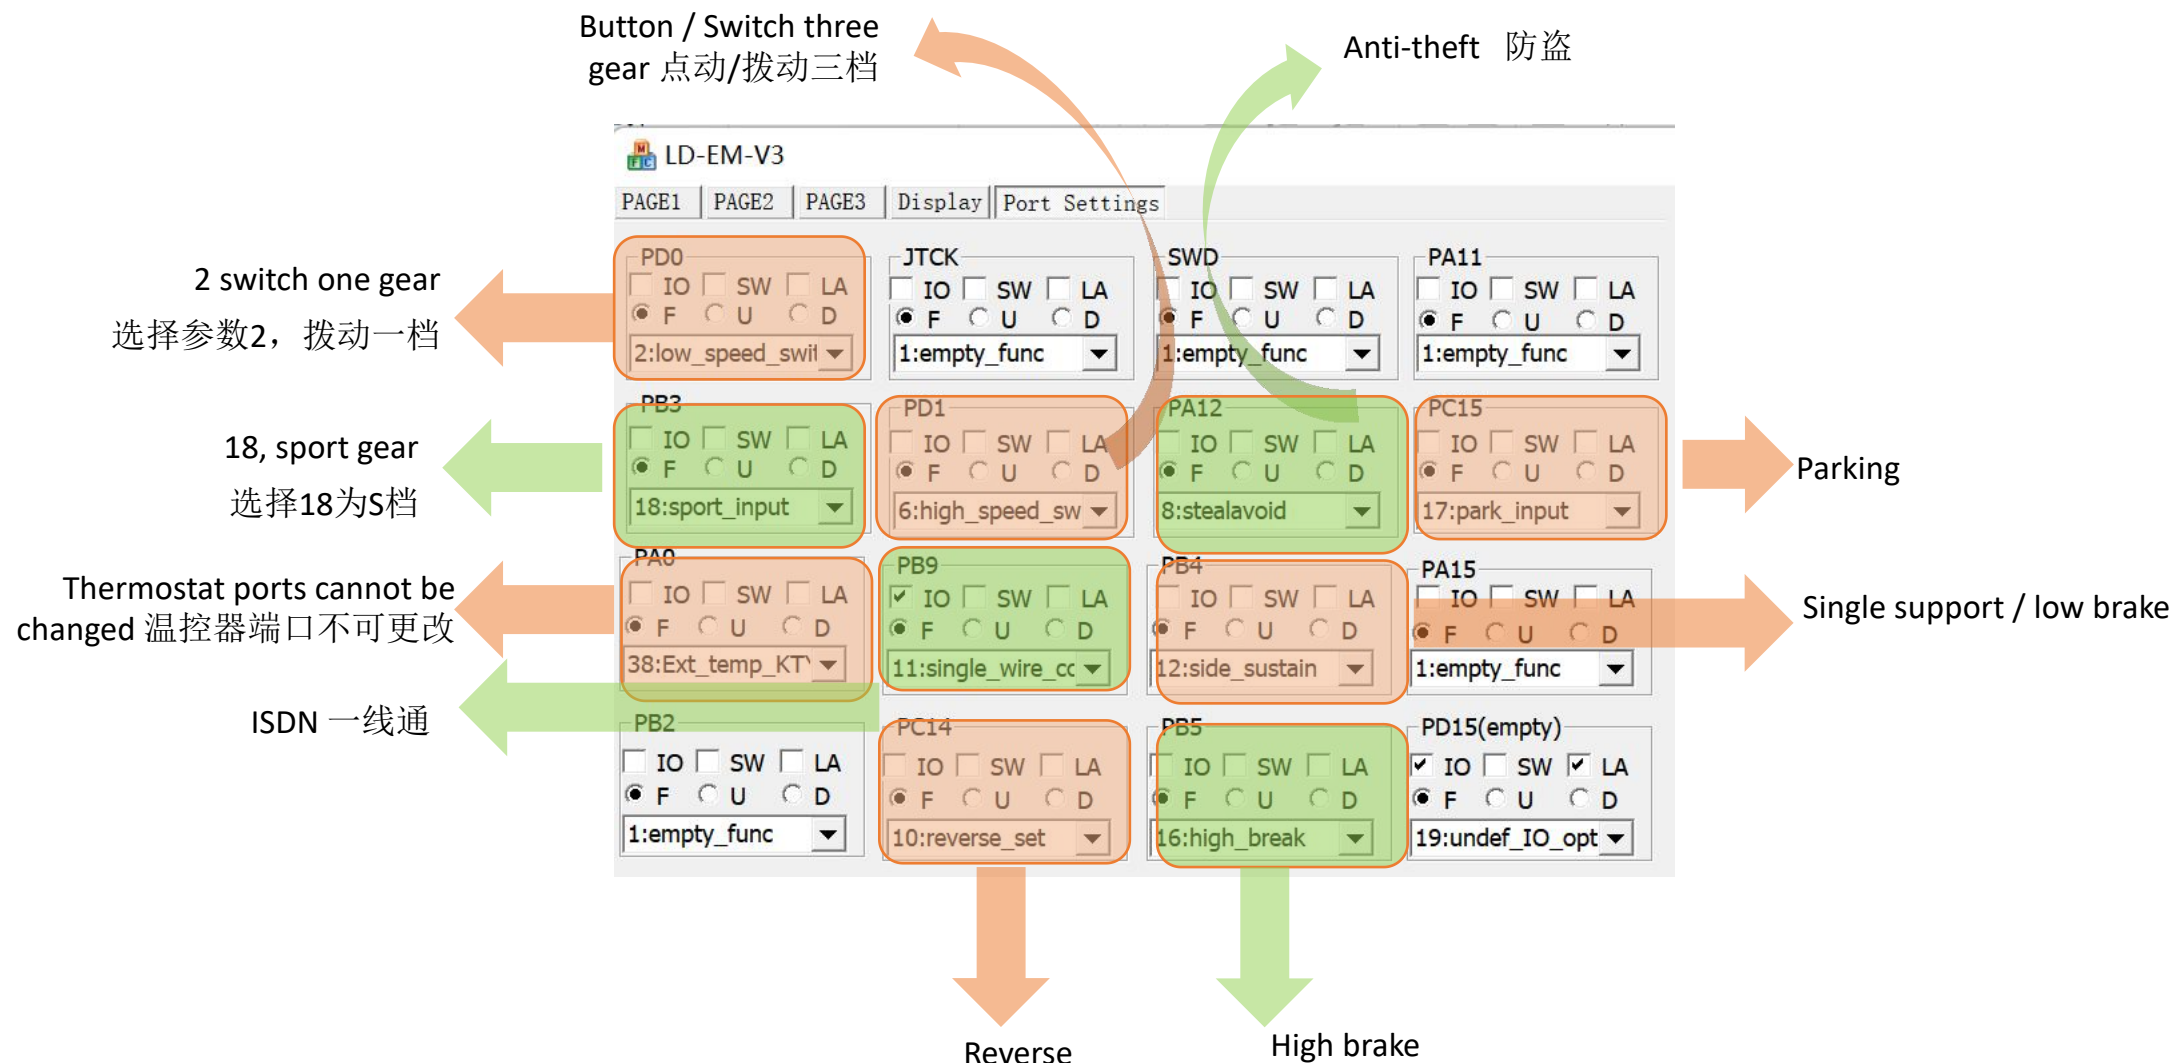 Button / Switch three
gear 点动/拨动三档
Anti-theft 防盗
LD-EM-V3
PAGE1 PAGE2 PAGE3 Display Port Settings
2 switch one gear
选择参数2，拨动一档
PD0
IO SW LA
F U D
2:low_speed_swit
JTCK
IO SW LA
F U D
1:empty_func
SWD
IO SW LA
F U D
1:empty_func
PA11
IO SW LA
F U D
1:empty_func
18, sport gear
选择18为S档
PB3
IO SW LA
F U D
18:sport_input
PD1
IO SW LA
F U D
6:high_speed_sw
PA12
IO SW LA
F U D
8:stealavoid
PC15
IO SW LA
F U D
17:park_input
Parking
Thermostat ports cannot be
changed 温控器端口不可更改
PA0
IO SW LA
F U D
38:Ext_temp_KTY
PB9
IO SW LA
F U D
11:single_wire_cc
PB4
IO SW LA
F U D
12:side_sustain
PA15
IO SW LA
F U D
1:empty_func
Single support / low brake
ISDN 一线通
PB2
IO SW LA
F U D
1:empty_func
PC14
IO SW LA
F U D
10:reverse_set
PB5
IO SW LA
F U D
16:high_break
PD15(empty)
IO SW LA
F U D
19:undef_IO_opt
Reverse
High brake